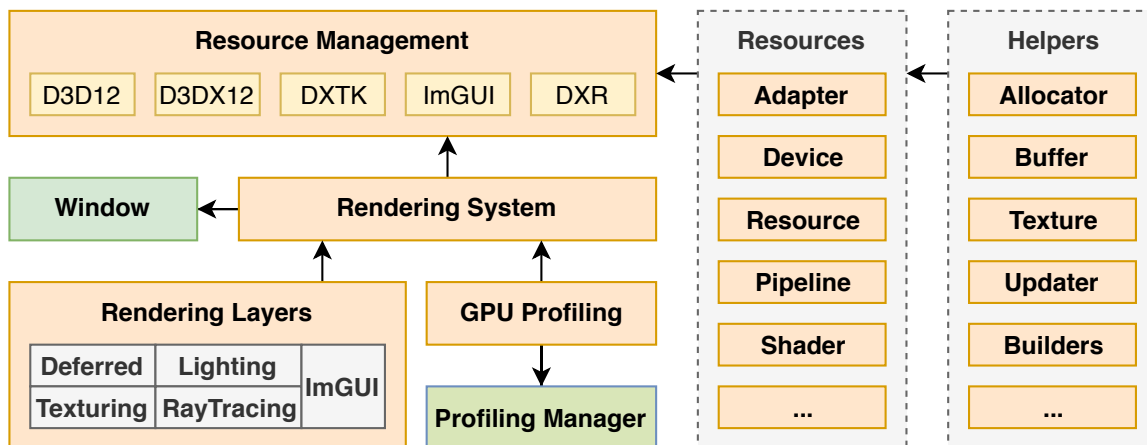 Resource Management
D3D12
D3DX12
DXTK
ImGUI
DXR
Window
Rendering System
Rendering Layers
Deferred
Lighting
ImGUI
Texturing
RayTracing
GPU Profiling
Profiling Manager
Resources
Adapter
Device
Resource
Pipeline
Shader
...
Helpers
Allocator
Buffer
Texture
Updater
Builders
...